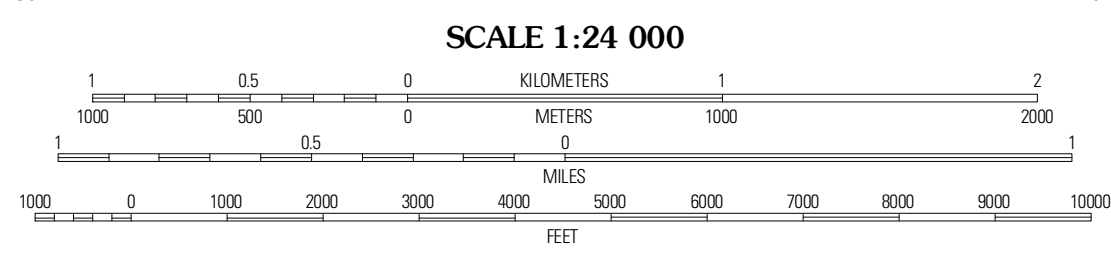 SCALE 1:24 000
1 0.5 0 KILOMETERS 1 2
1000 500 0 METERS 1000 2000
1 0.5 0 1
MILES
1000 0 1000 2000 3000 4000 5000 6000 7000 8000 9000 10000
FEET